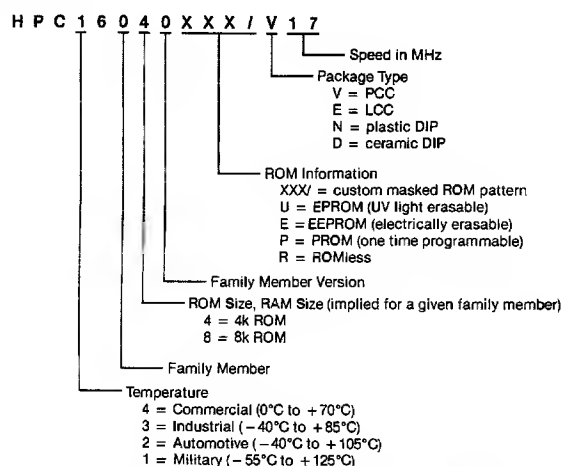 H P C 1 6 0 4 0 X X X / V 1 7
Speed in MHz
Package Type
V = PCC
E = LCC
N = plastic DIP
D = ceramic DIP
ROM Information
XXX/ = custom masked ROM pattern
U = EPROM (UV light erasable)
E = EEPROM (electrically erasable)
P = PROM (one time programmable)
R = ROMless
Family Member Version
ROM Size, RAM Size (implied for a given family member)
4 = 4k ROM
8 = 8k ROM
Family Member
Temperature
4 = Commercial (0°C to +70°C)
3 = Industrial (−40°C to +85°C)
2 = Automotive (−40°C to +105°C)
1 = Military (−55°C to +125°C)